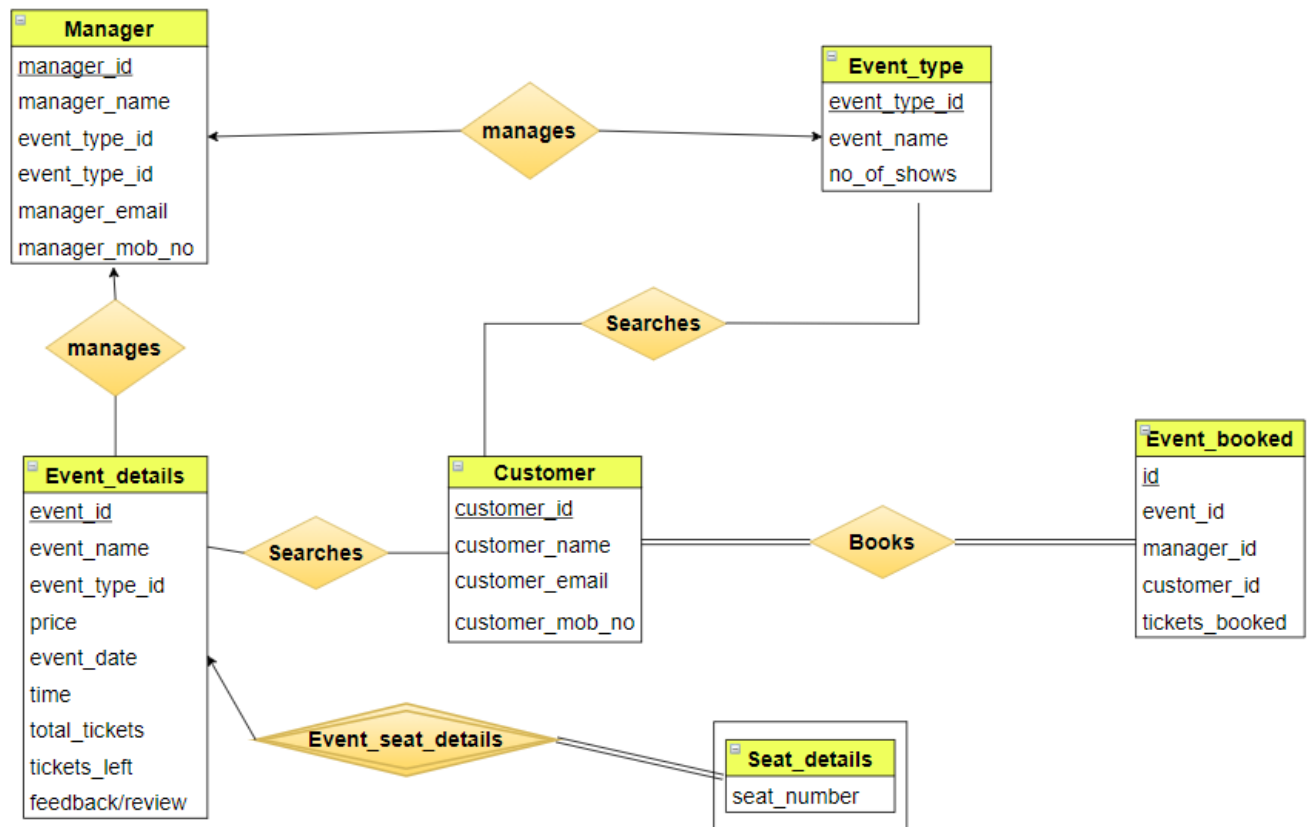 Manager
manager_id
manager_name
event_type_id
event_type_id
manager_email
manager_mob_no
manages
Event_type
event_type_id
event_name
no_of_shows
Searches
manages
Event_details
event_id
event_name
event_type_id
price
event_date
time
total_tickets
tickets_left
feedback/review
Searches
Customer
customer_id
customer_name
customer_email
customer_mob_no
Books
Event_booked
id
event_id
manager_id
customer_id
tickets_booked
Event_seat_details
Seat_details
seat_number